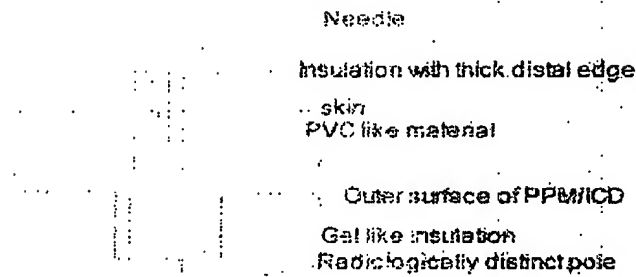 Needle
Insulation with thick distal edge
skin
PVC like material
Outer surface of PPM/ICD
Gel like insulation
Radiologically distinct pole